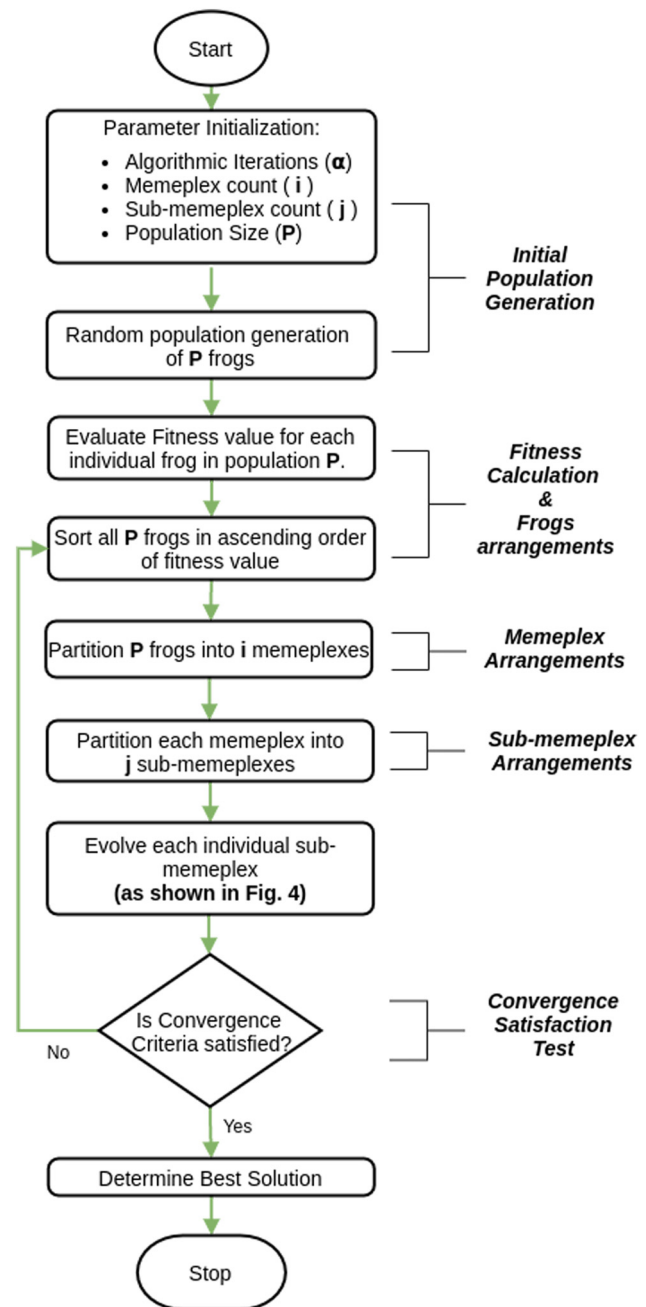 Start
Parameter Initialization:
• Algorithmic Iterations (α)
• Memeplex count ( i )
• Sub-memeplex count ( j )
• Population Size (P)
Initial
Population
Generation
Random population generation
of P frogs
Evaluate Fitness value for each
individual frog in population P.
Fitness
Calculation
&
Frogs
arrangements
Sort all P frogs in ascending order
of fitness value
Partition P frogs into i memeplexes
Memeplex
Arrangements
Partition each memeplex into
j sub-memeplexes
Sub-memeplex
Arrangements
Evolve each individual sub-
memeplex
(as shown in Fig. 4)
Is Convergence
Criteria satisfied?
Convergence
Satisfaction
Test
No
Yes
Determine Best Solution
Stop